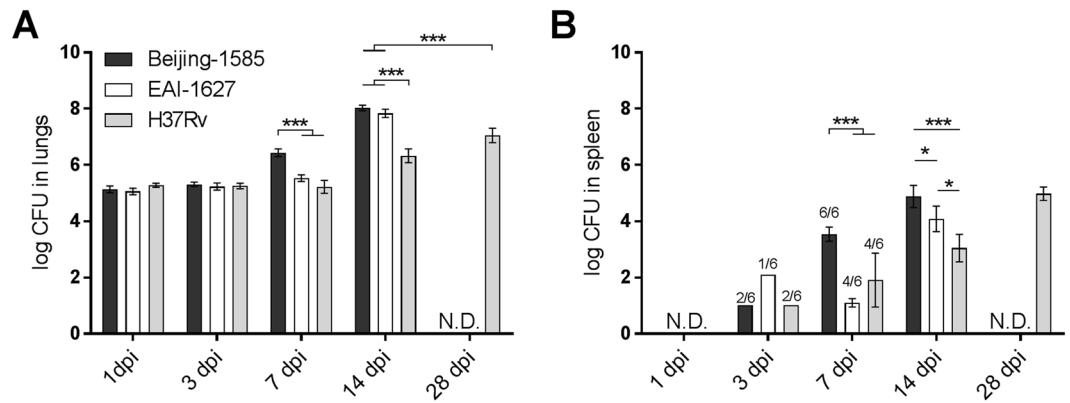 A
log CFU in lungs
10
8
6
4
2
0
Beijing-1585
EAI-1627
H37Rv
***
***
***
N.D.
1dpi
3 dpi
7 dpi
14 dpi
28 dpi
B
log CFU in spleen
10
8
6
4
2
0
N.D.
2/6
1/6
2/6
6/6
4/6
4/6
***
***
*
*
N.D.
1 dpi
3 dpi
7 dpi
14 dpi
28 dpi